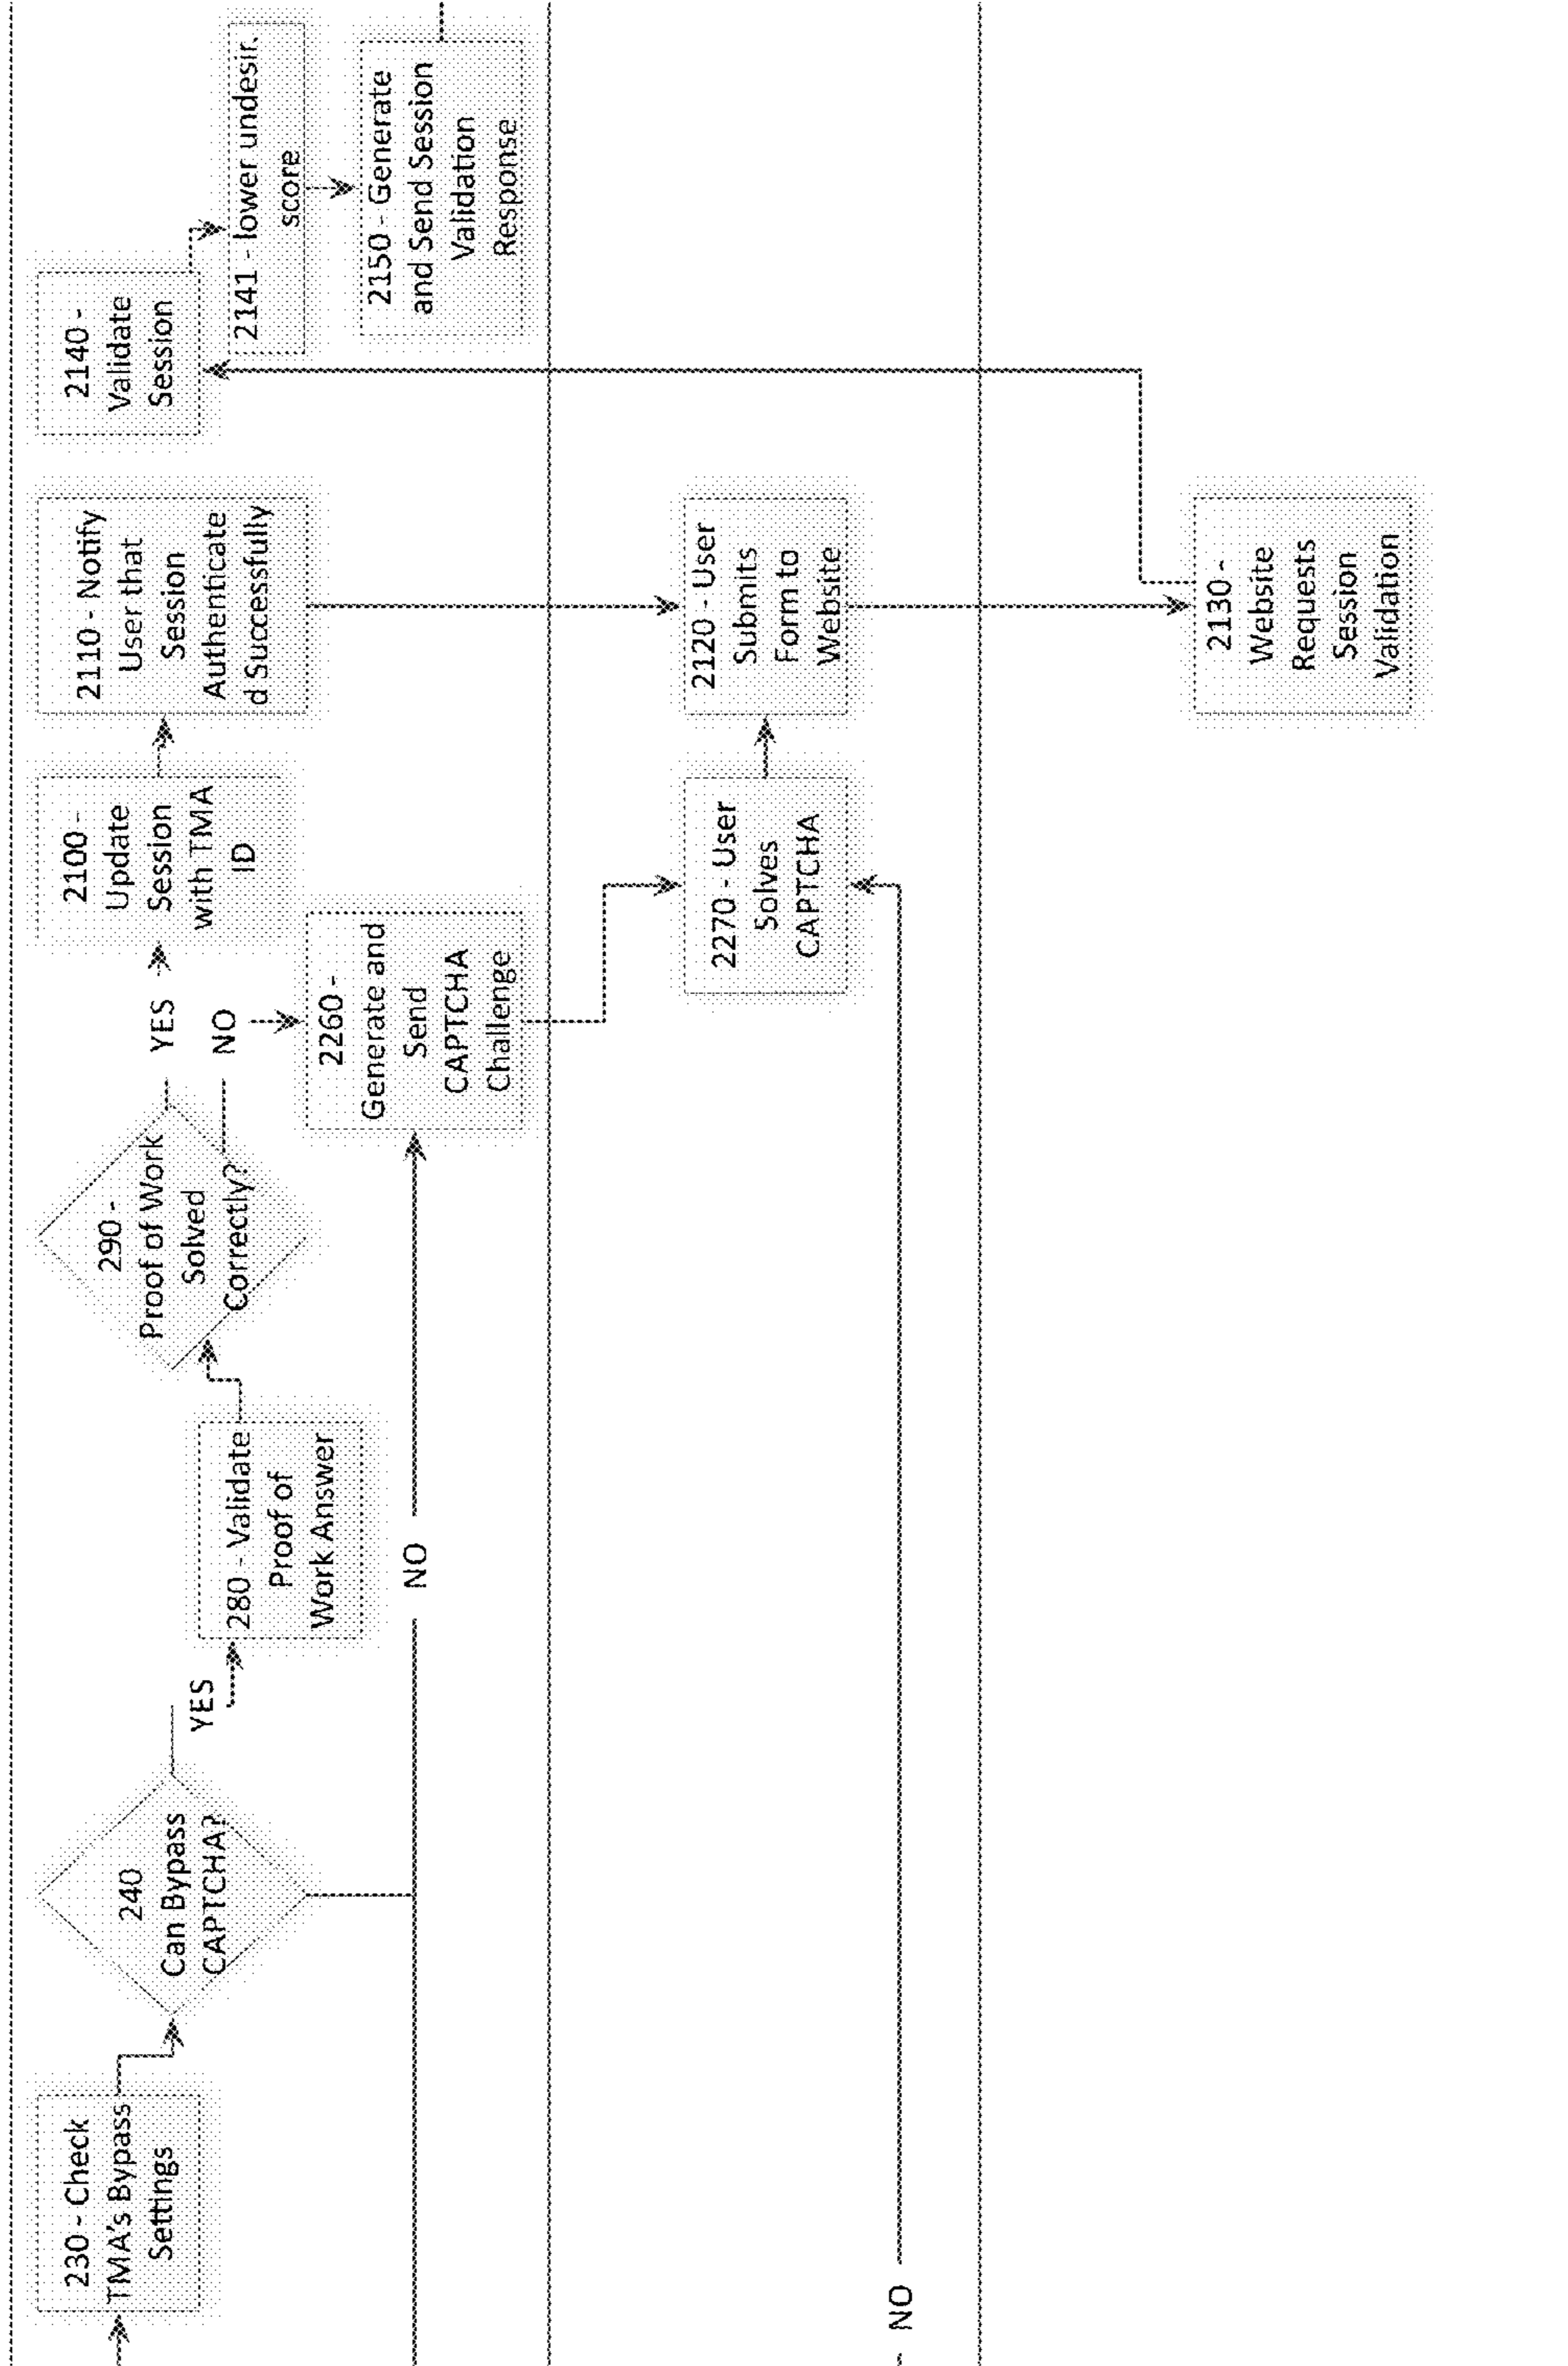 230 - Check
TMA's Bypass
Settings
240
Can Bypass
CAPTCHA?
YES
280 - Validate
Proof of
Work Answer
NO
290 -
Proof of Work
Solved
Correctly?
YES
NO
2260 -
Generate and
Send
CAPTCHA
Challenge
2100 -
Update
Session
with TMA
ID
2110 - Notify
User that
Session
Authenticate
d Successfully
2140 -
Validate
Session
2141 - lower undesir.
score
2150 - Generate
and Send Session
Validation
Response
NO
2270 - User
Solves
CAPTCHA
2120 - User
Submits
Form to
Website
2130 -
Website
Requests
Session
Validation